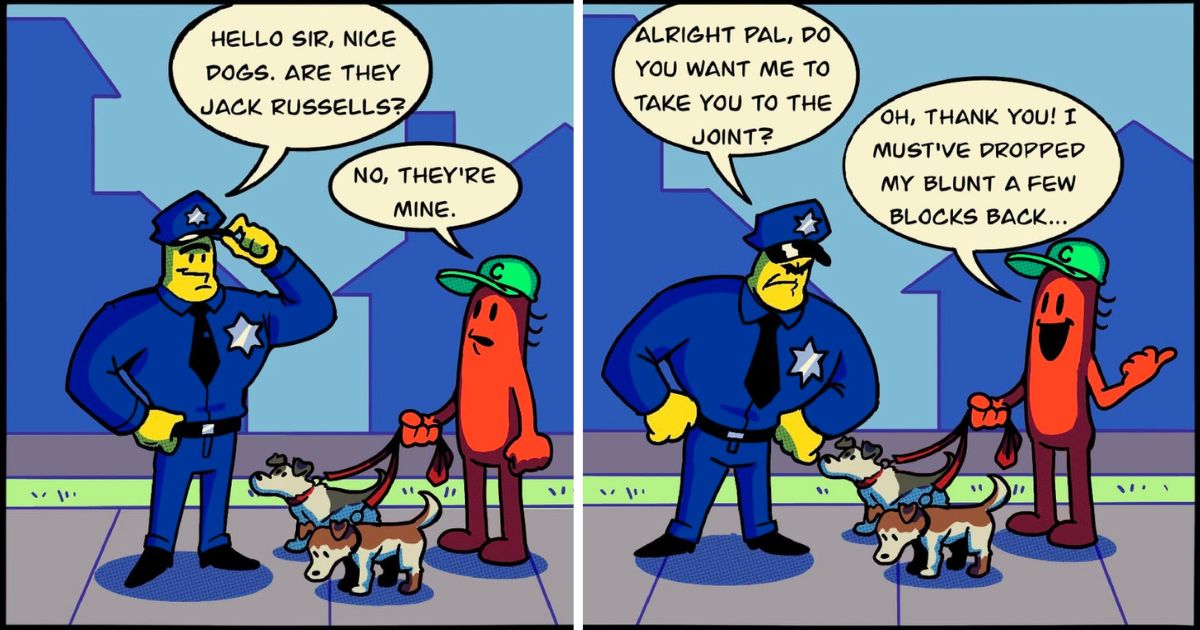 HELLO SIR, NICE
DOGS. ARE THEY
JACK RUSSELLS?
NO, THEY'RE
MINE.
C
ALRIGHT PAL, DO
YOU WANT ME TO
TAKE YOU TO THE
JOINT?
OH, THANK YOU! I
MUST'VE DROPPED
MY BLUNT A FEW
BLOCKS BACK...
C